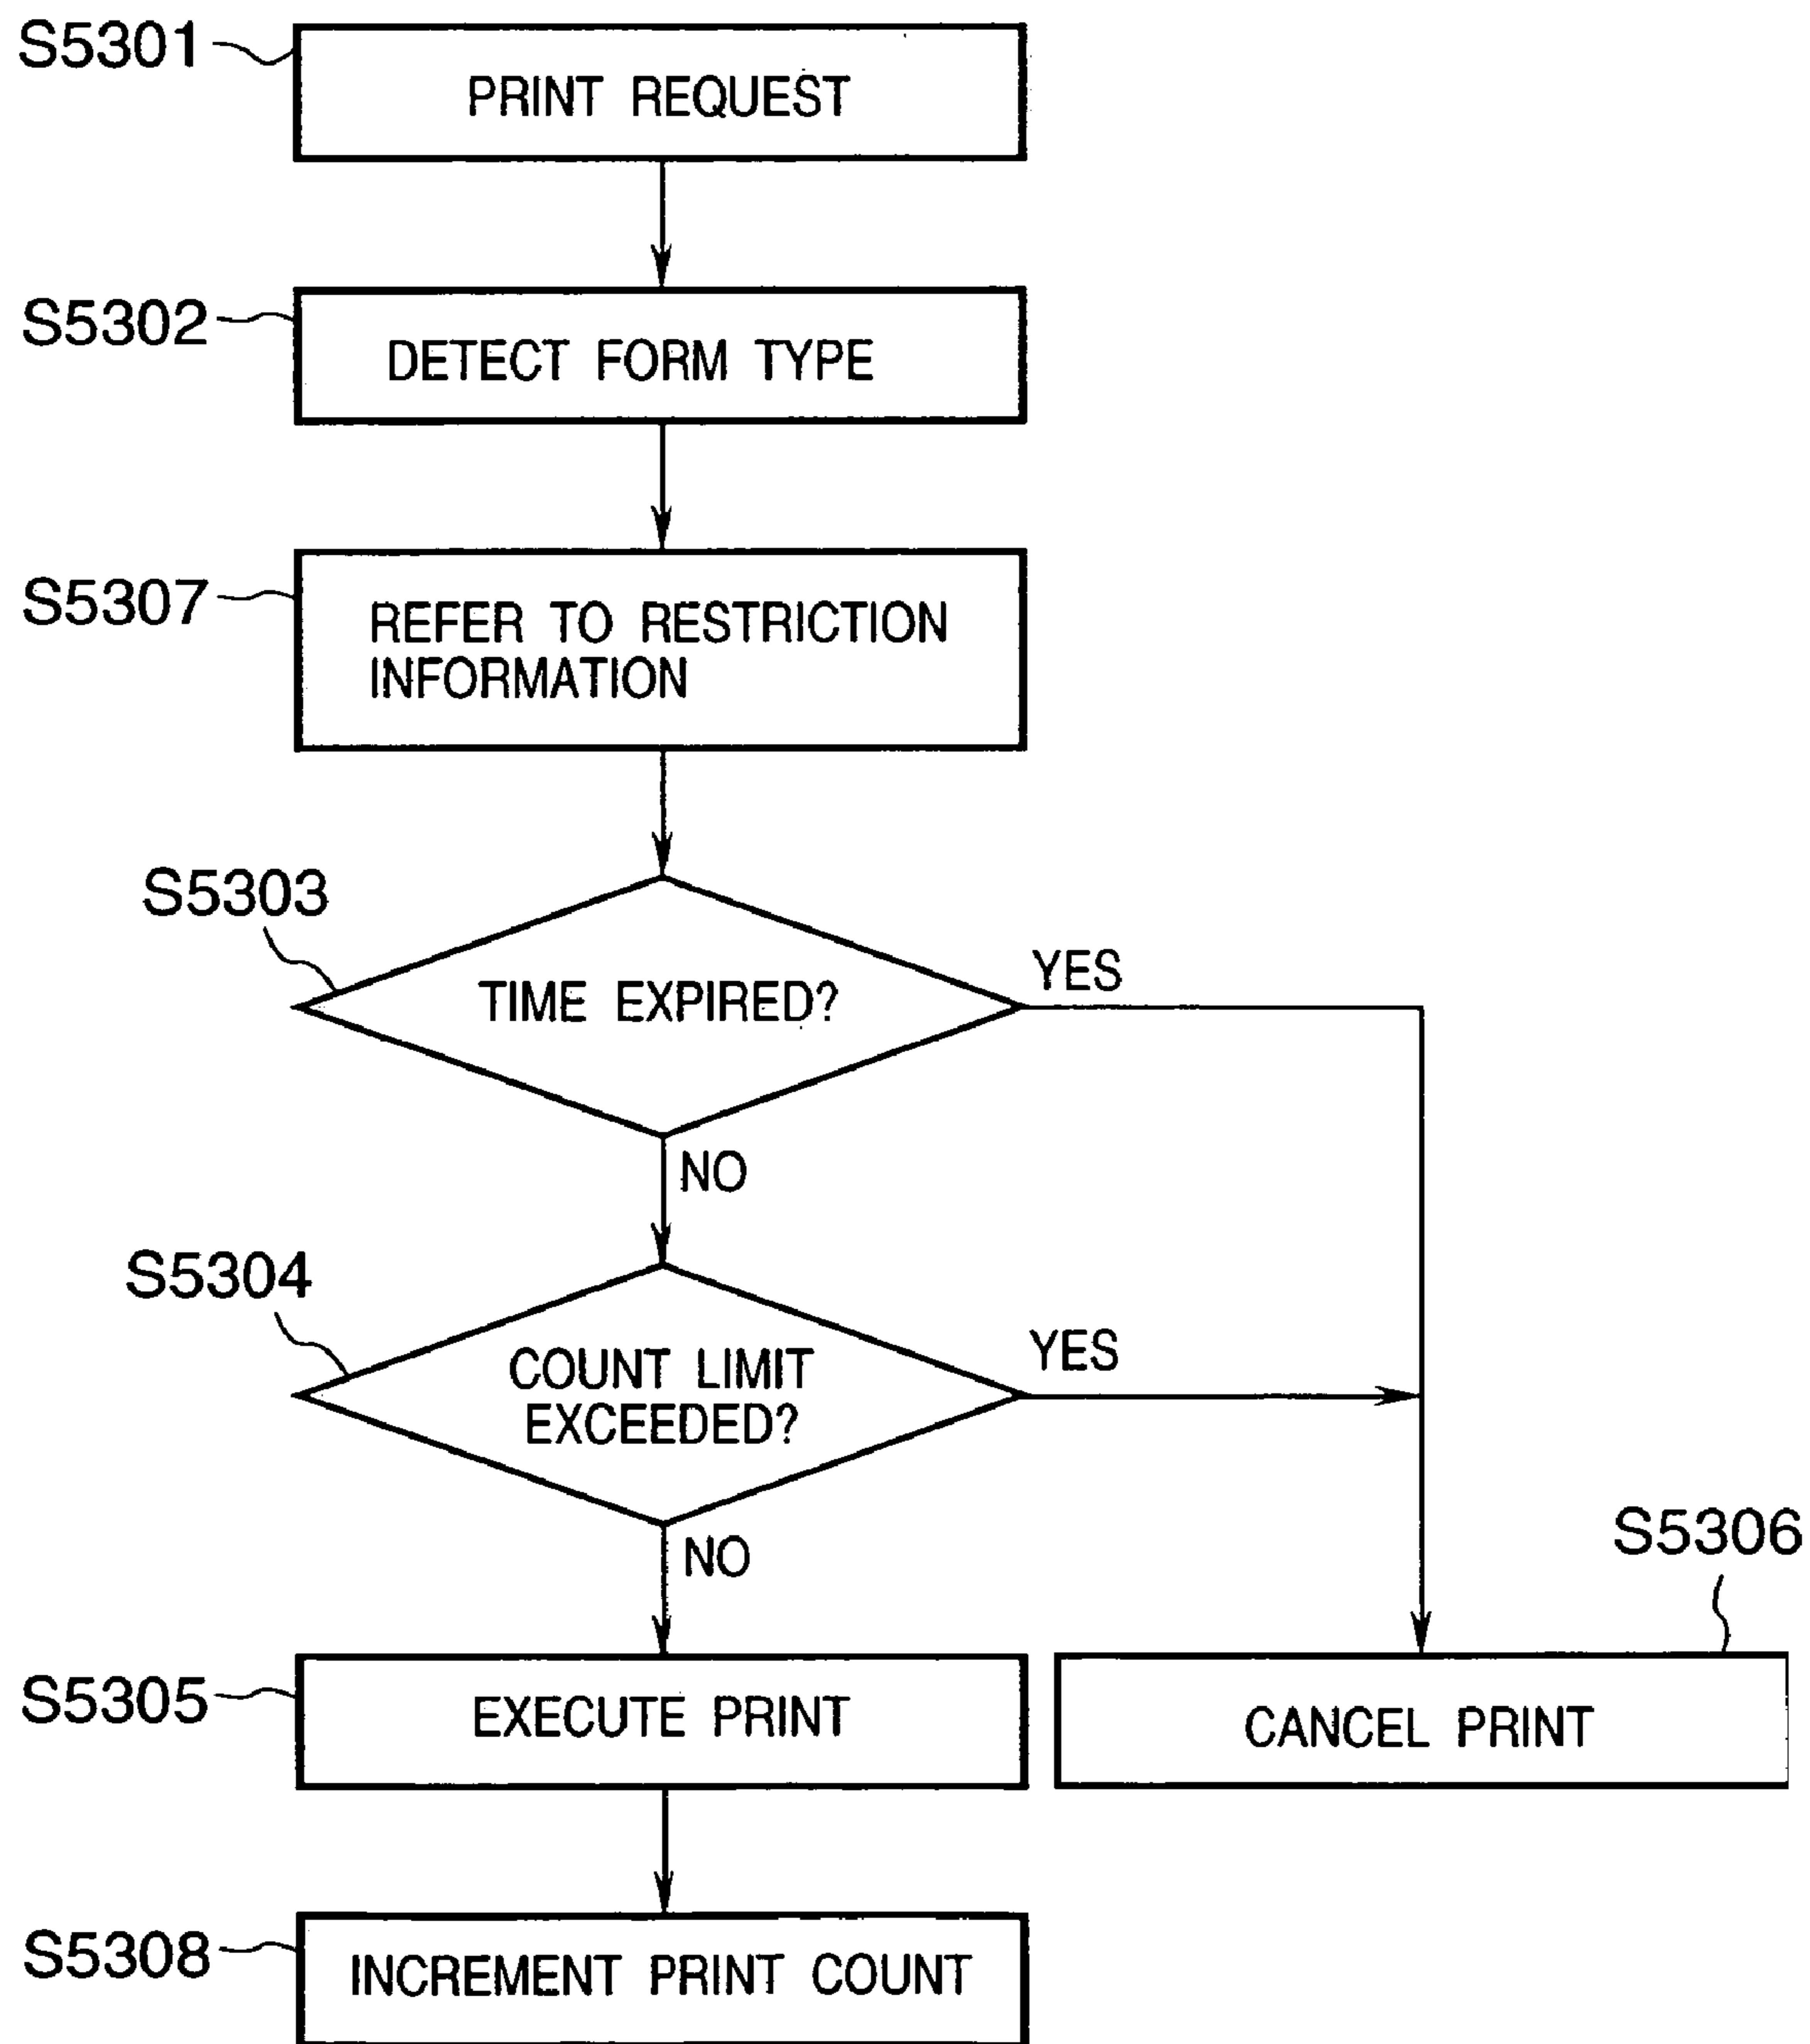 S5301
PRINT REQUEST
S5302
DETECT FORM TYPE
S5307
REFER TO RESTRICTION
INFORMATION
S5303
TIME EXPIRED?
YES
NO
S5304
COUNT LIMIT
EXCEEDED?
YES
NO
S5306
S5305
EXECUTE PRINT
CANCEL PRINT
S5308
INCREMENT PRINT COUNT